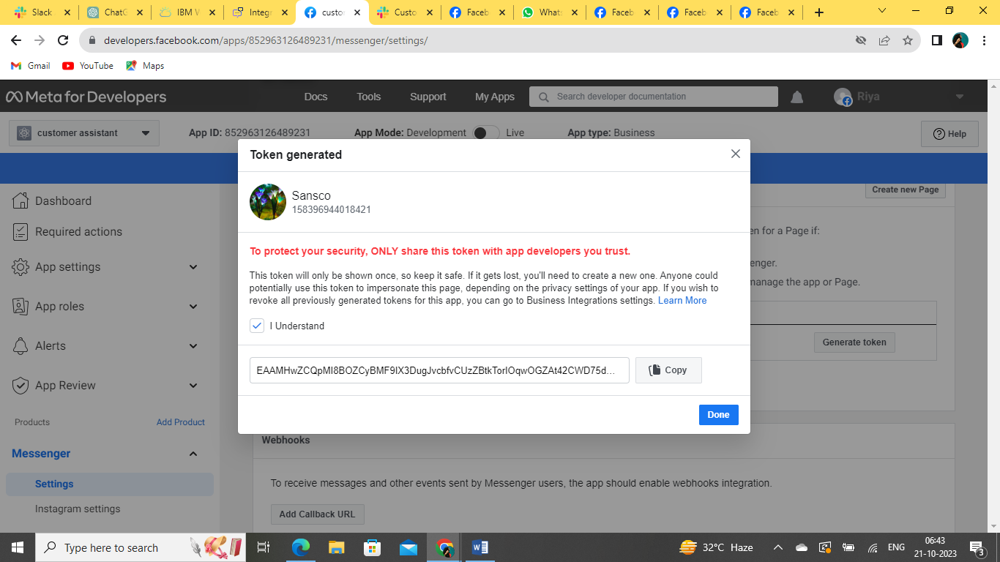 Slack
ChatG
IBM W
Integr
custo
Custo
Faceb
Whats
Faceb
Faceb
Faceb
developers.facebook.com/apps/852963126489231/messenger/settings/
Gmail
YouTube
Maps
Meta for Developers
Docs
Tools
Support
My Apps
Search developer documentation
Riya
customer assistant
App ID: 852963126489231
App Mode: Development
Live
App type: Business
Help
Token generated
Sansco
158396944018421
To protect your security, ONLY share this token with app developers you trust.
This token will only be shown once, so keep it safe. If it gets lost, you'll need to create a new one. Anyone could
potentially use this token to impersonate this page, depending on the privacy settings of your app. If you wish to
revoke all previously generated tokens for this app, you can go to Business Integrations settings. Learn More
I Understand
EAAMHwZCQpMI8BOZCyBMF9IX3DugJvcbfvCUzZBtkTorIOqwOGZAt42CWD75d...
Copy
Done
Dashboard
Required actions
App settings
App roles
Alerts
App Review
Products
Add Product
Messenger
Settings
Instagram settings
Create new Page
en for a Page if:
enger.
manage the app or Page.
Generate token
Webhooks
To receive messages and other events sent by Messenger users, the app should enable webhooks integration.
Add Callback URL
Type here to search
32°C Haze
ENG
06:43
21-10-2023
3